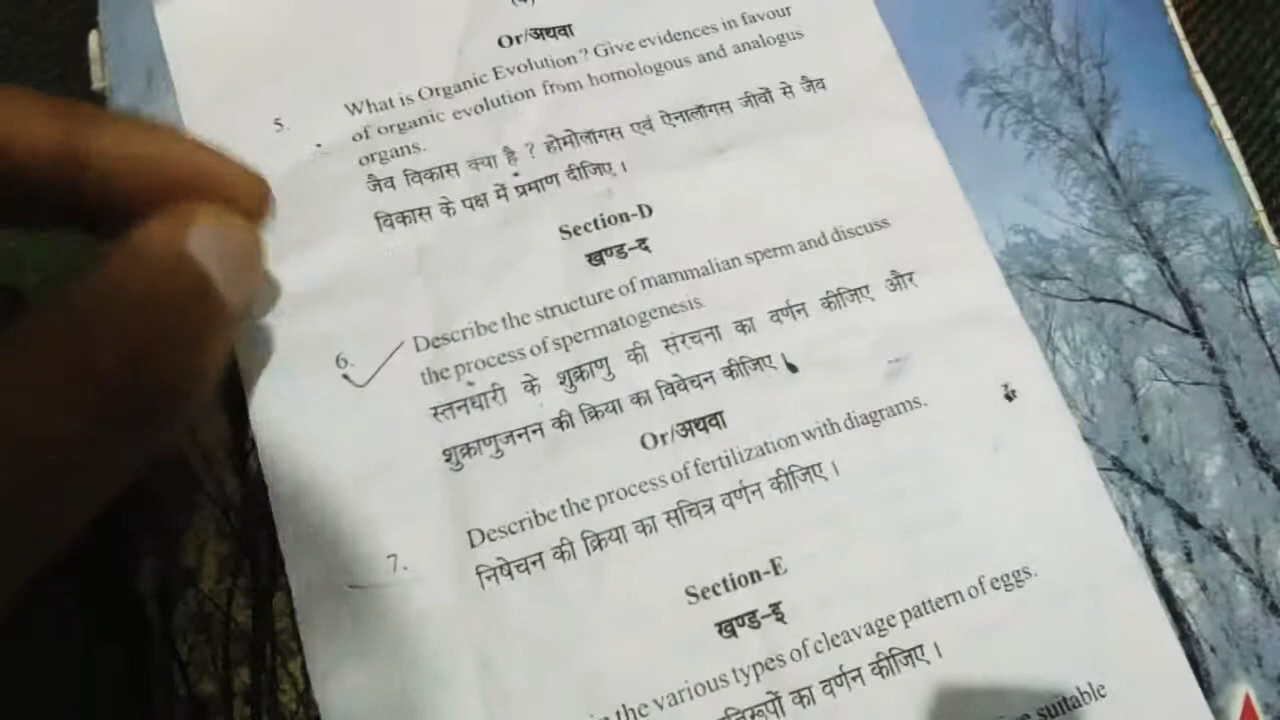 Or/अथवा
5. What is Organic Evolution ? Give evidences in favour
of organic evolution from homologous and analogus
organs.
जैव विकास क्या है ? होमोलॉगस एवं ऐनालॉगस जीवों से जैव
विकास के पक्ष में प्रमाण दीजिए ।
Section-D
खण्ड-द
6. Describe the structure of mammalian sperm and discuss
the process of spermatogenesis.
स्तनधारी के शुक्राणु की संरचना का वर्णन कीजिए और
शुक्राणुजनन की क्रिया का विवेचन कीजिए ।
Or/अथवा
7. Describe the process of fertilization with diagrams.
निषेचन की क्रिया का सचित्र वर्णन कीजिए ।
Section-E
खण्ड-इ
the various types of cleavage pattern of eggs.
का वर्णन कीजिए ।
suitable